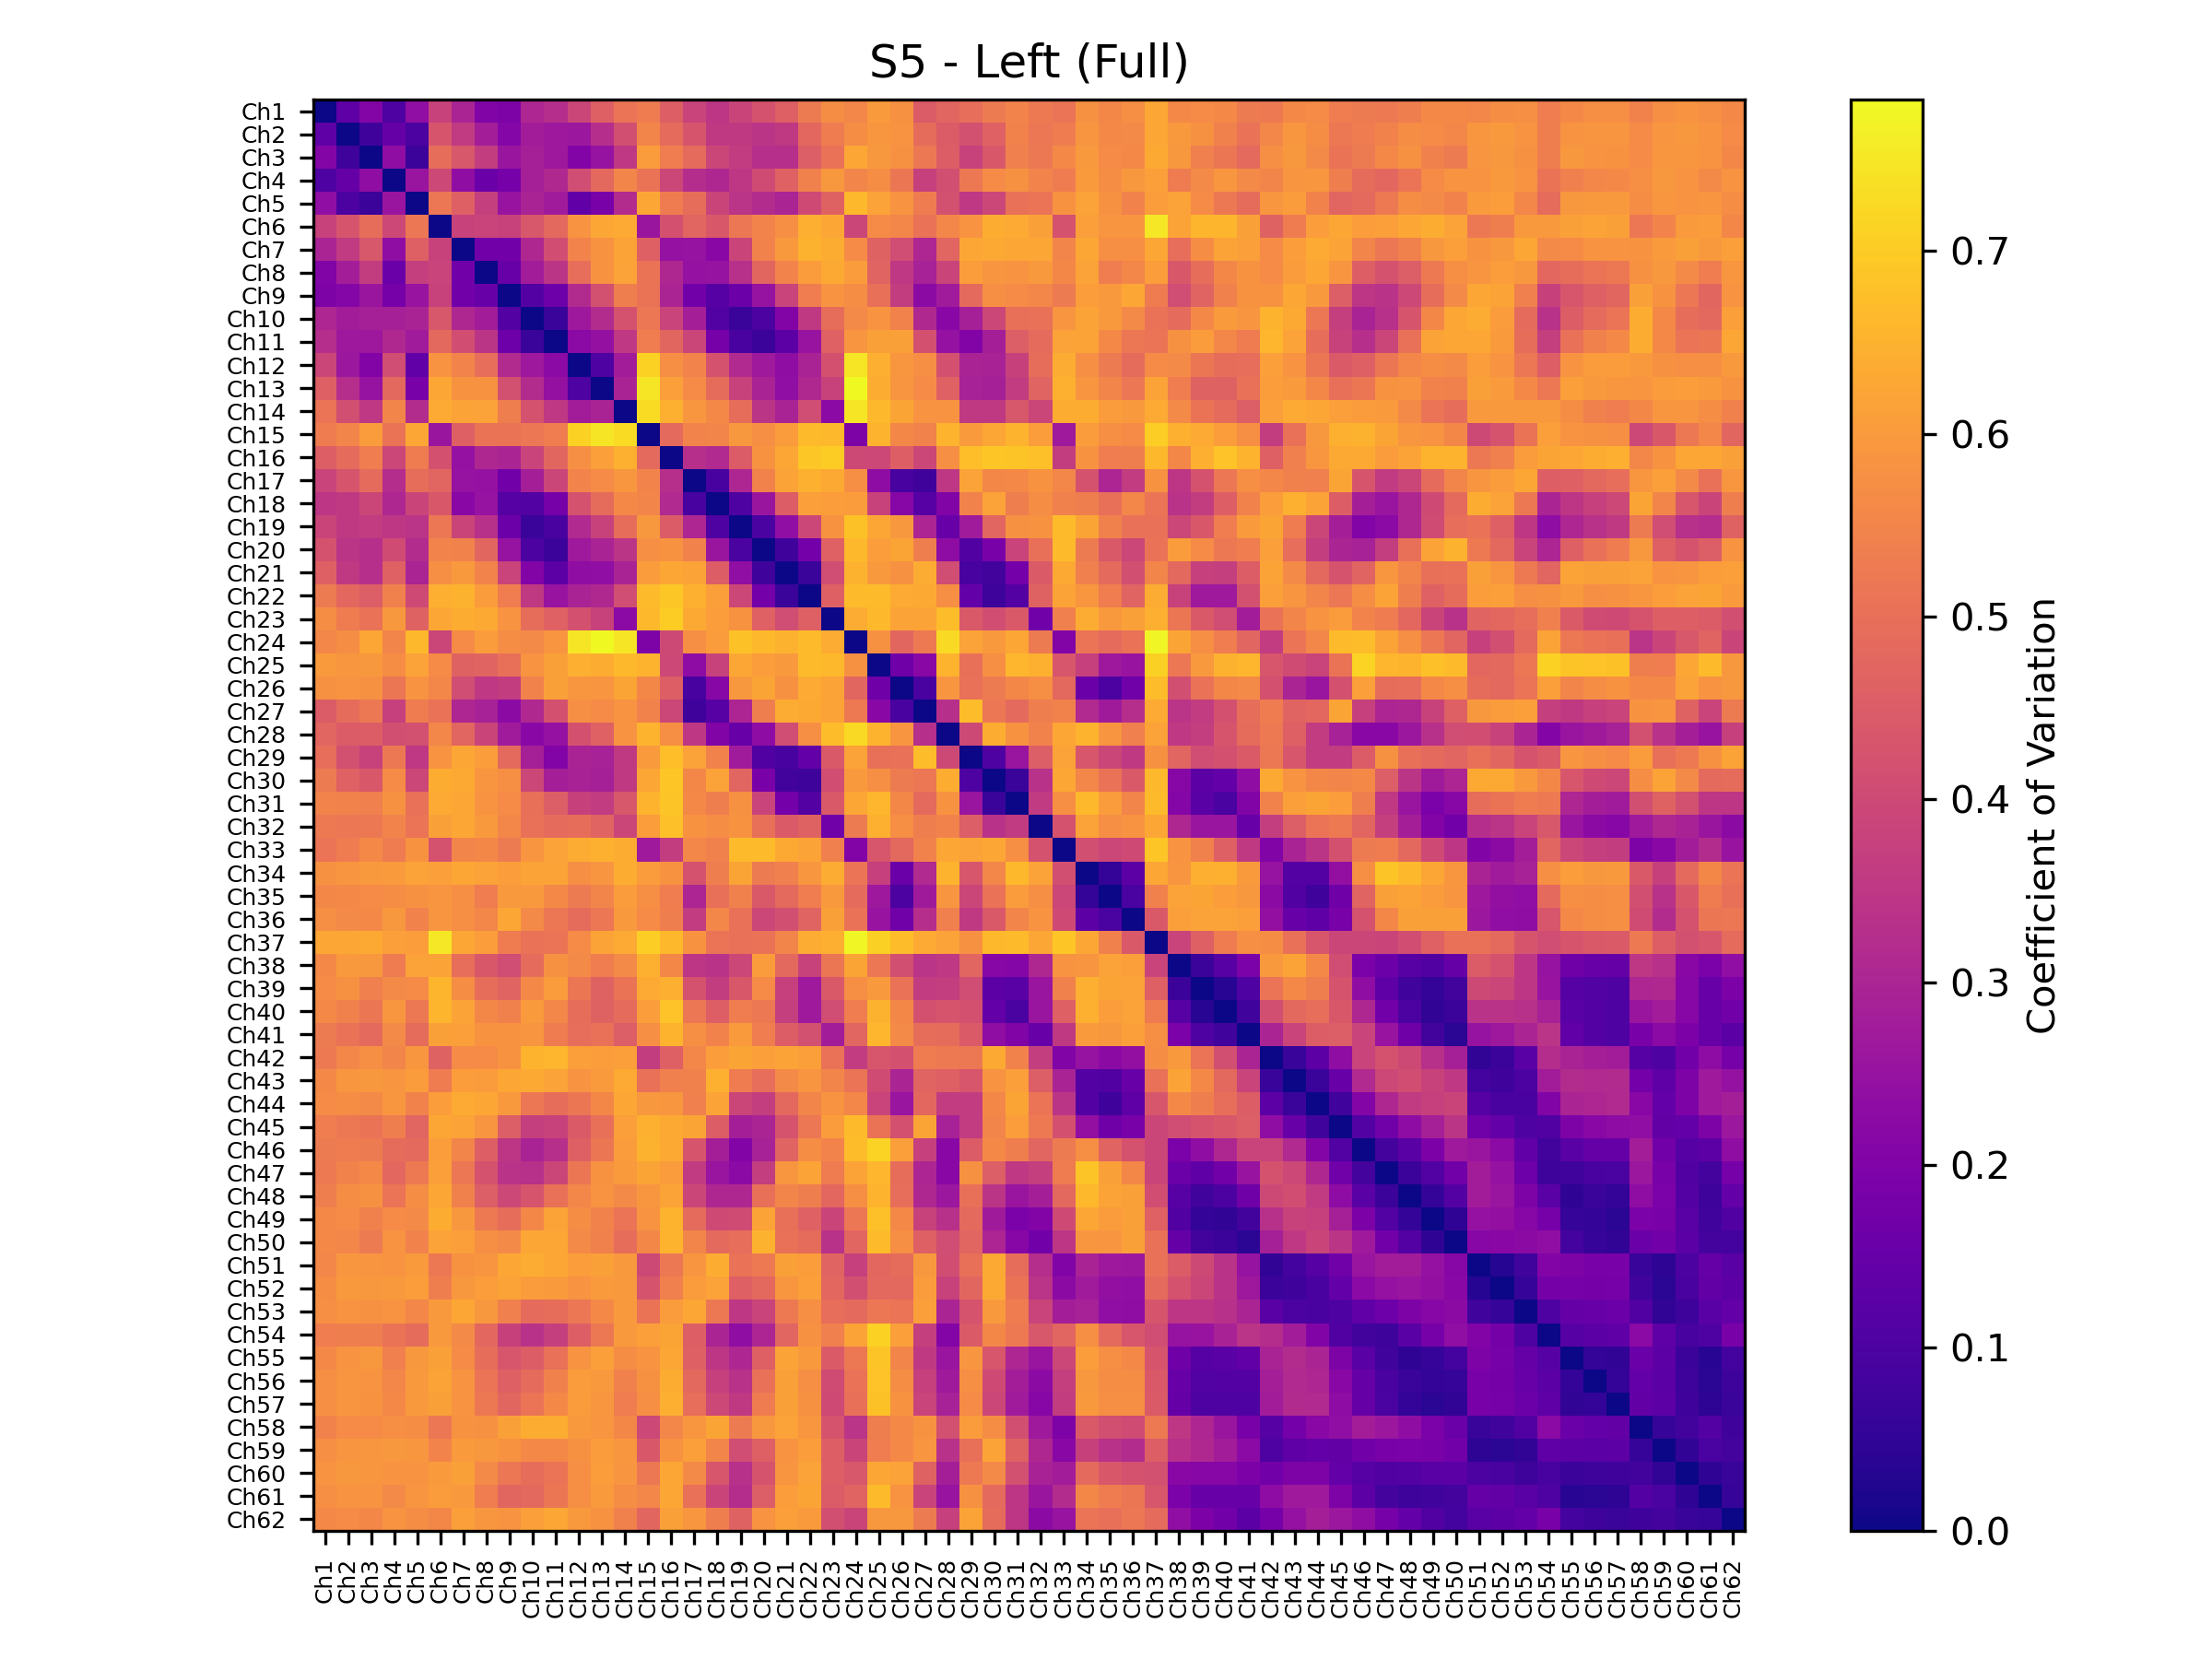 S5 - Left (Full)
Ch1
Ch2
Ch3
Ch4
Ch5
Ch6
Ch7
Ch8
Ch9
Ch10
Ch11
Ch12
Ch13
Ch14
Ch15
Ch16
Ch17
Ch18
Ch19
Ch20
Ch21
Ch22
Ch23
Ch24
Ch25
Ch26
Ch27
Ch28
Ch29
Ch30
Ch31
Ch32
Ch33
Ch34
Ch35
Ch36
Ch37
Ch38
Ch39
Ch40
Ch41
Ch42
Ch43
Ch44
Ch45
Ch46
Ch47
Ch48
Ch49
Ch50
Ch51
Ch52
Ch53
Ch54
Ch55
Ch56
Ch57
Ch58
Ch59
Ch60
Ch61
Ch62
Ch1 Ch2 Ch3 Ch4 Ch5 Ch6 Ch7 Ch8 Ch9 Ch10 Ch11 Ch12 Ch13 Ch14 Ch15 Ch16 Ch17 Ch18 Ch19 Ch20 Ch21 Ch22 Ch23 Ch24 Ch25 Ch26 Ch27 Ch28 Ch29 Ch30 Ch31 Ch32 Ch33 Ch34 Ch35 Ch36 Ch37 Ch38 Ch39 Ch40 Ch41 Ch42 Ch43 Ch44 Ch45 Ch46 Ch47 Ch48 Ch49 Ch50 Ch51 Ch52 Ch53 Ch54 Ch55 Ch56 Ch57 Ch58 Ch59 Ch60 Ch61 Ch62
0.7
0.6
0.5
0.4
0.3
0.2
0.1
0.0
Coefficient of Variation